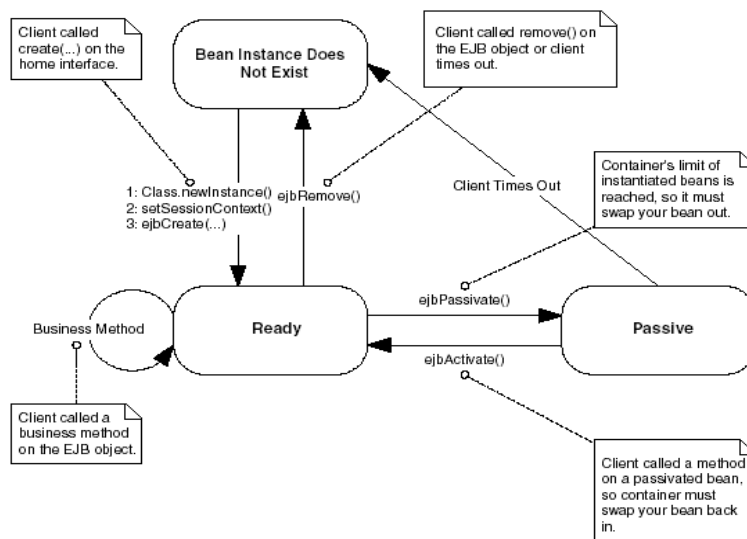 Client called
create(...) on the
home interface.
Bean Instance Does
Not Exist
Client called remove() on
the EJB object or client
times out.
1: Class.newInstance()
2: setSessionContext()
3: ejbCreate(...)
ejbRemove()
Client Times Out
Container's limit of
instantiated beans is
reached, so it must
swap your bean out.
Business Method
Ready
ejbPassivate()
Passive
ejbActivate()
Client called a
business method
on the EJB object.
Client called a method
on a passivated bean,
so container must
swap your bean back
in.